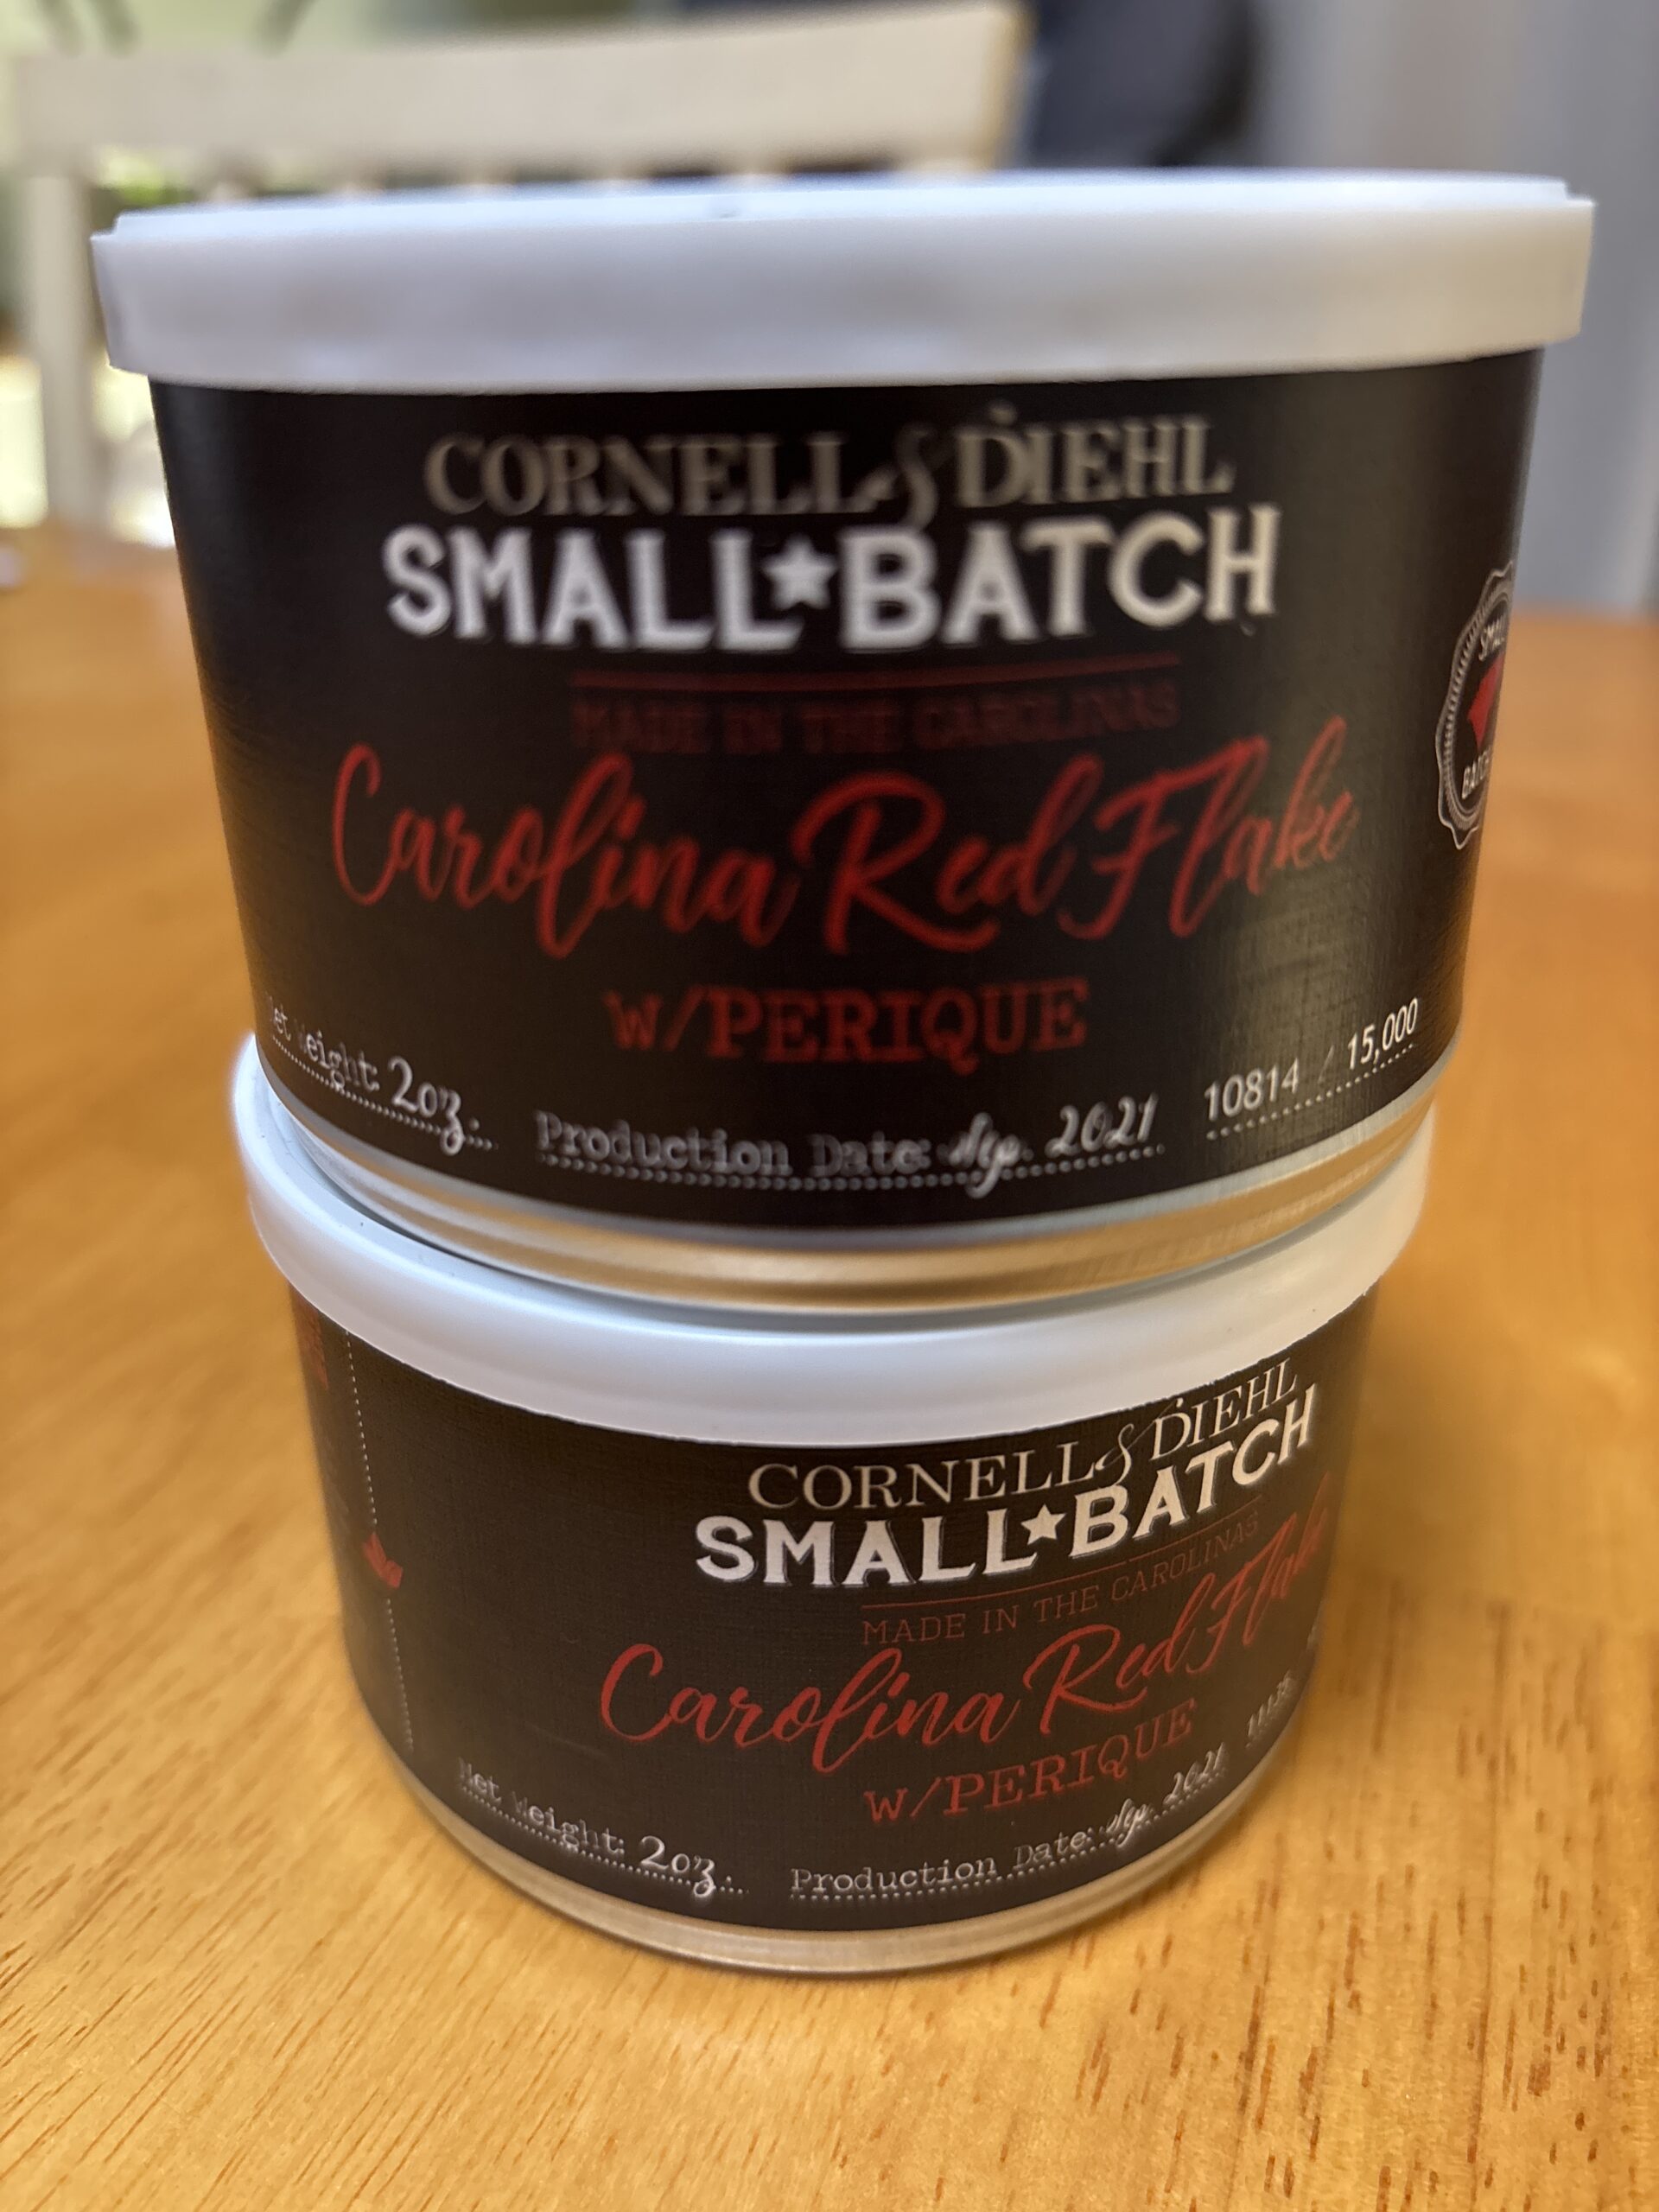 CORNELL & DIEHL
SMALL★BATCH
MADE IN THE CAROLINAS
Carolina Red Flake
w/PERIQUE
Net Weight: 2oz.
Production Date: Sep. 2021
10814 / 15,000
SMALL
BATCH
CORNELL & DIEHL
SMALL★BATCH
MADE IN THE CAROLINAS
Carolina Red Flake
w/PERIQUE
Net Weight: 2oz.
Production Date: Sep. 2021